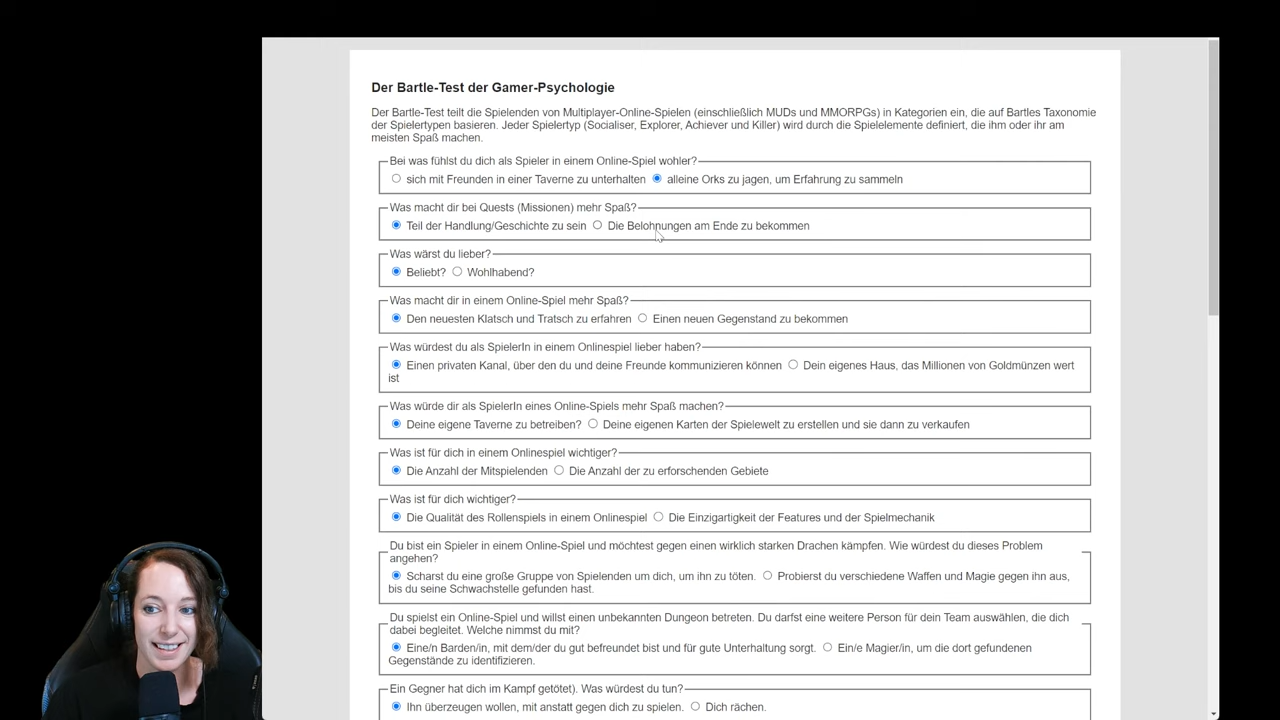 Der Bartle-Test der Gamer-Psychologie
Der Bartle-Test teilt die Spielenden von Multiplayer-Online-Spielen (einschließlich MUDs und MMORPGs) in Kategorien ein, die auf Bartles Taxonomie
der Spielertypen basieren. Jeder Spielertyp (Socialiser, Explorer, Achiever und Killer) wird durch die Spielelemente definiert, die ihm oder ihr am
meisten Spaß machen.
Bei was fühlst du dich als Spieler in einem Online-Spiel wohler?
sich mit Freunden in einer Taverne zu unterhalten alleine Orks zu jagen, um Erfahrung zu sammeln
Was macht dir bei Quests (Missionen) mehr Spaß?
Teil der Handlung/Geschichte zu sein Die Belohnungen am Ende zu bekommen
Was wärst du lieber?
Beliebt? Wohlhabend?
Was macht dir in einem Online-Spiel mehr Spaß?
Den neuesten Klatsch und Tratsch zu erfahren Einen neuen Gegenstand zu bekommen
Was würdest du als SpielerIn in einem Onlinespiel lieber haben?
Einen privaten Kanal, über den du und deine Freunde kommunizieren können Dein eigenes Haus, das Millionen von Goldmünzen wert
ist
Was würde dir als SpielerIn eines Online-Spiels mehr Spaß machen?
Deine eigene Taverne zu betreiben? Deine eigenen Karten der Spielewelt zu erstellen und sie dann zu verkaufen
Was ist für dich in einem Onlinespiel wichtiger?
Die Anzahl der Mitspielenden Die Anzahl der zu erforschenden Gebiete
Was ist für dich wichtiger?
Die Qualität des Rollenspiels in einem Onlinespiel Die Einzigartigkeit der Features und der Spielmechanik
Du bist ein Spieler in einem Online-Spiel und möchtest gegen einen wirklich starken Drachen kämpfen. Wie würdest du dieses Problem
angehen?
Scharst du eine große Gruppe von Spielenden um dich, um ihn zu töten. Probierst du verschiedene Waffen und Magie gegen ihn aus,
bis du seine Schwachstelle gefunden hast.
Du spielst ein Online-Spiel und willst einen unbekannten Dungeon betreten. Du darfst eine weitere Person für dein Team auswählen, die dich
dabei begleitet. Welche nimmst du mit?
Eine/n Barden/in, mit dem/der du gut befreundet bist und für gute Unterhaltung sorgt. Ein/e Magier/in, um die dort gefundenen
Gegenstände zu identifizieren.
Ein Gegner hat dich im Kampf getötet). Was würdest du tun?
Ihn überzeugen wollen, mit anstatt gegen dich zu spielen. Dich rächen.